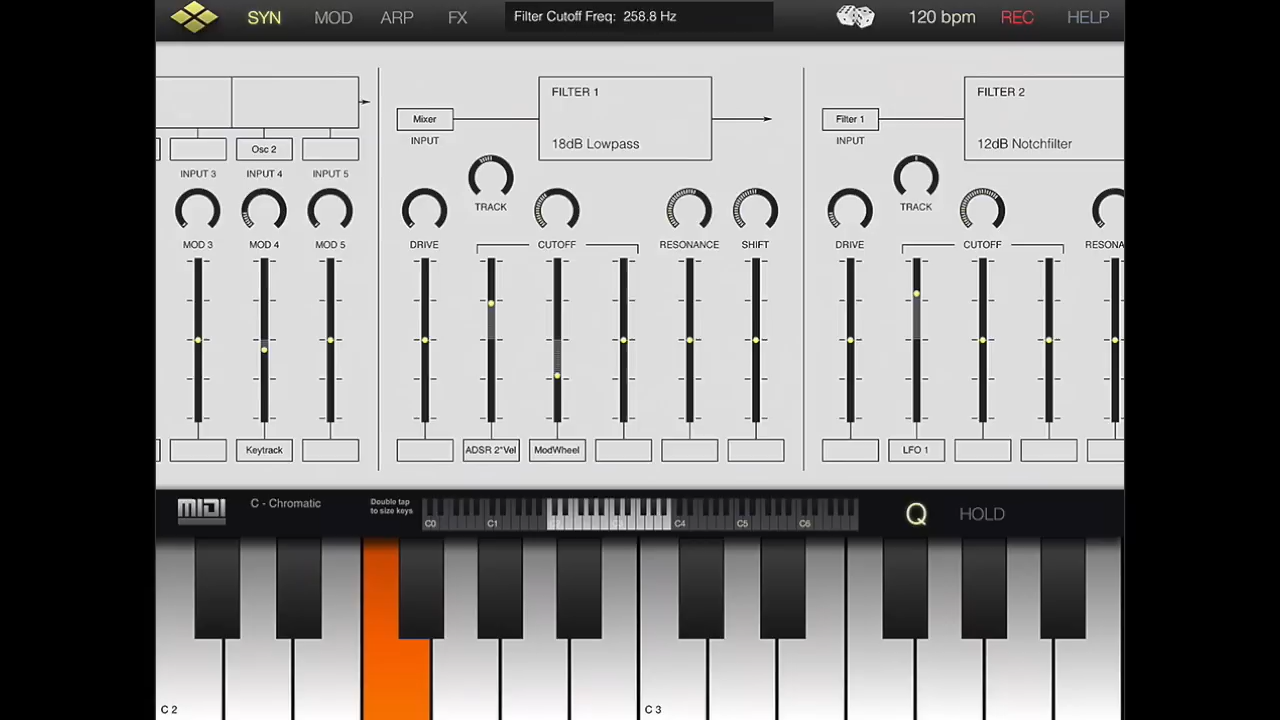 SYN MOD ARP FX Filter Cutoff Freq: 258.8 Hz 120 bpm REC HELP
FILTER 1 FILTER 2
Mixer Filter 1
INPUT INPUT
18dB Lowpass 12dB Notchfilter
Osc 2
INPUT 3 INPUT 4 INPUT 5
TRACK TRACK
MOD 3 MOD 4 MOD 5 DRIVE CUTOFF RESONANCE SHIFT DRIVE CUTOFF RESONA
Keytrack ADSR 2*Vel ModWheel LFO 1
MIDI C - Chromatic Double tap
to size keys
C0 C1 C4 C5 C6
Q HOLD
C 2 C 3